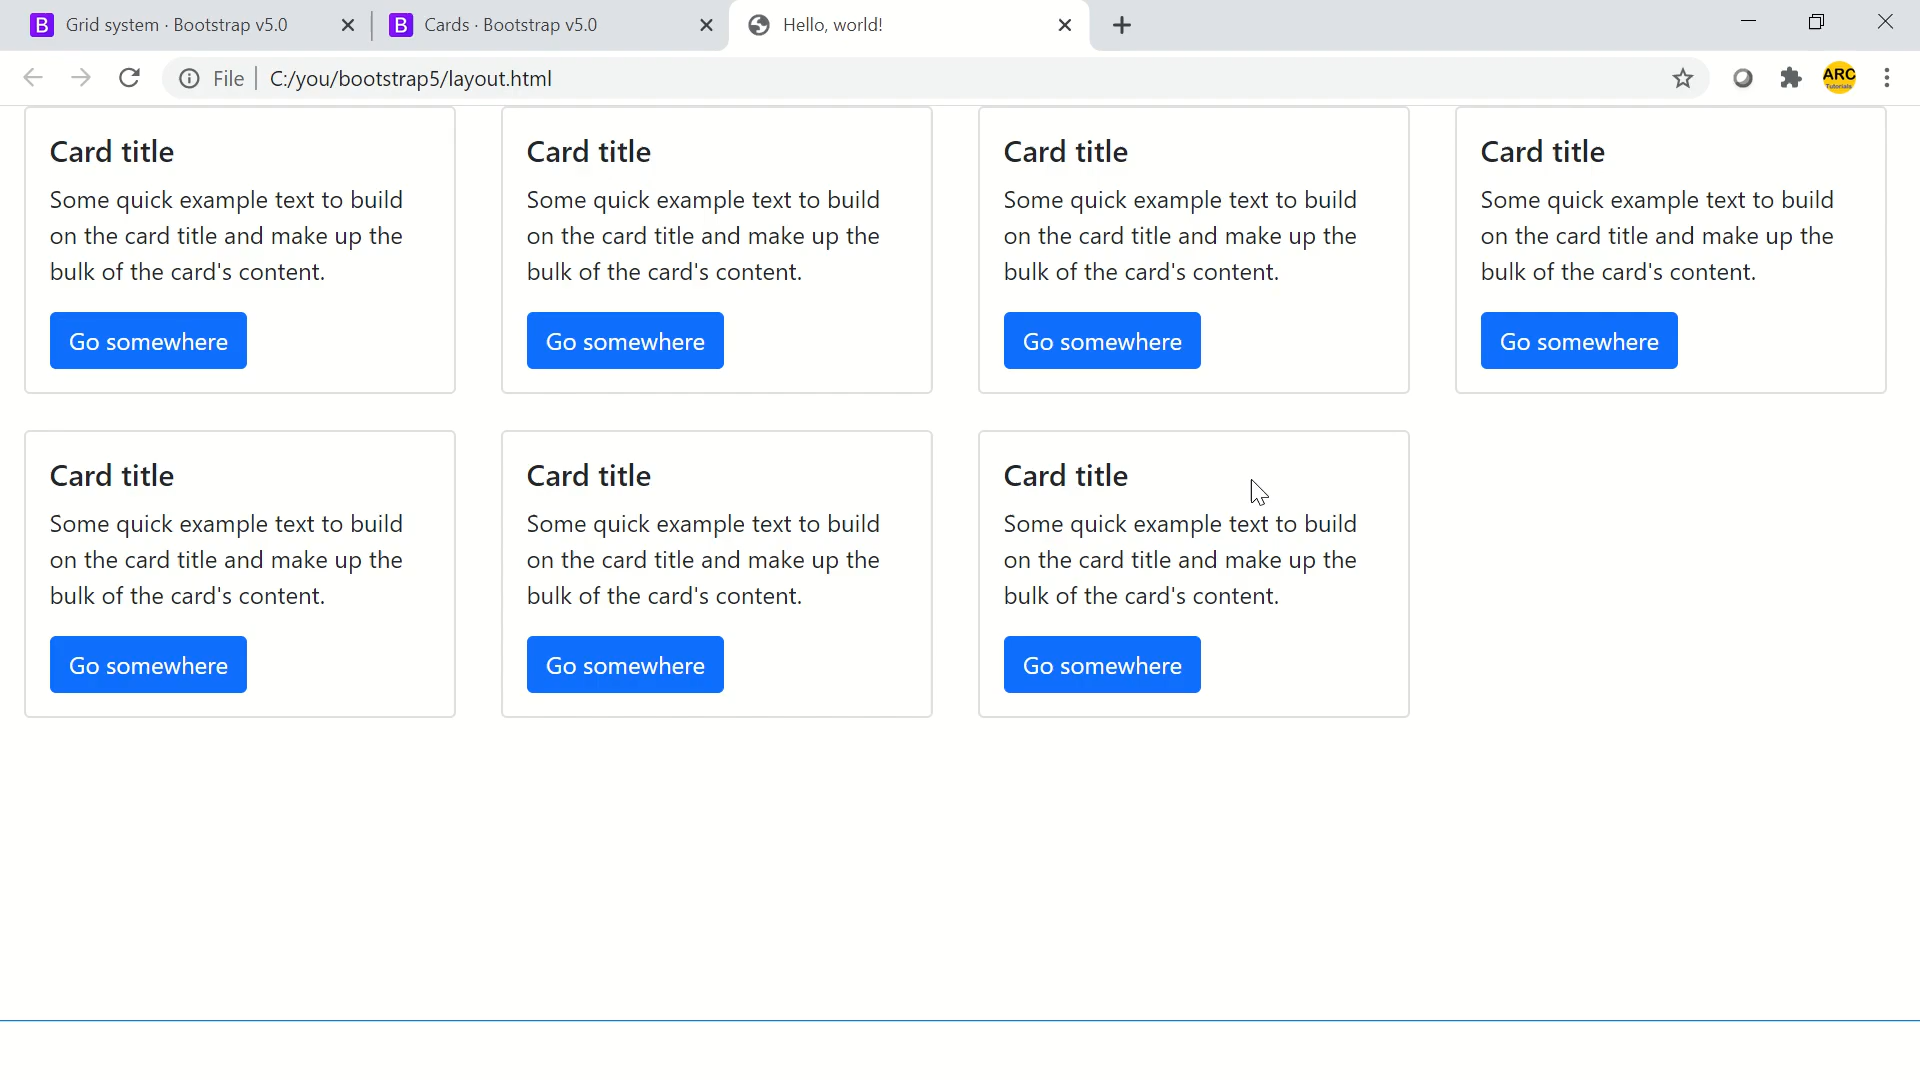 Grid system · Bootstrap v5.0
Cards · Bootstrap v5.0
Hello, world!
File
C:/you/bootstrap5/layout.html
ARC
Tutorials
Card title
Some quick example text to build
on the card title and make up the
bulk of the card's content.
Go somewhere
Card title
Some quick example text to build
on the card title and make up the
bulk of the card's content.
Go somewhere
Card title
Some quick example text to build
on the card title and make up the
bulk of the card's content.
Go somewhere
Card title
Some quick example text to build
on the card title and make up the
bulk of the card's content.
Go somewhere
Card title
Some quick example text to build
on the card title and make up the
bulk of the card's content.
Go somewhere
Card title
Some quick example text to build
on the card title and make up the
bulk of the card's content.
Go somewhere
Card title
Some quick example text to build
on the card title and make up the
bulk of the card's content.
Go somewhere